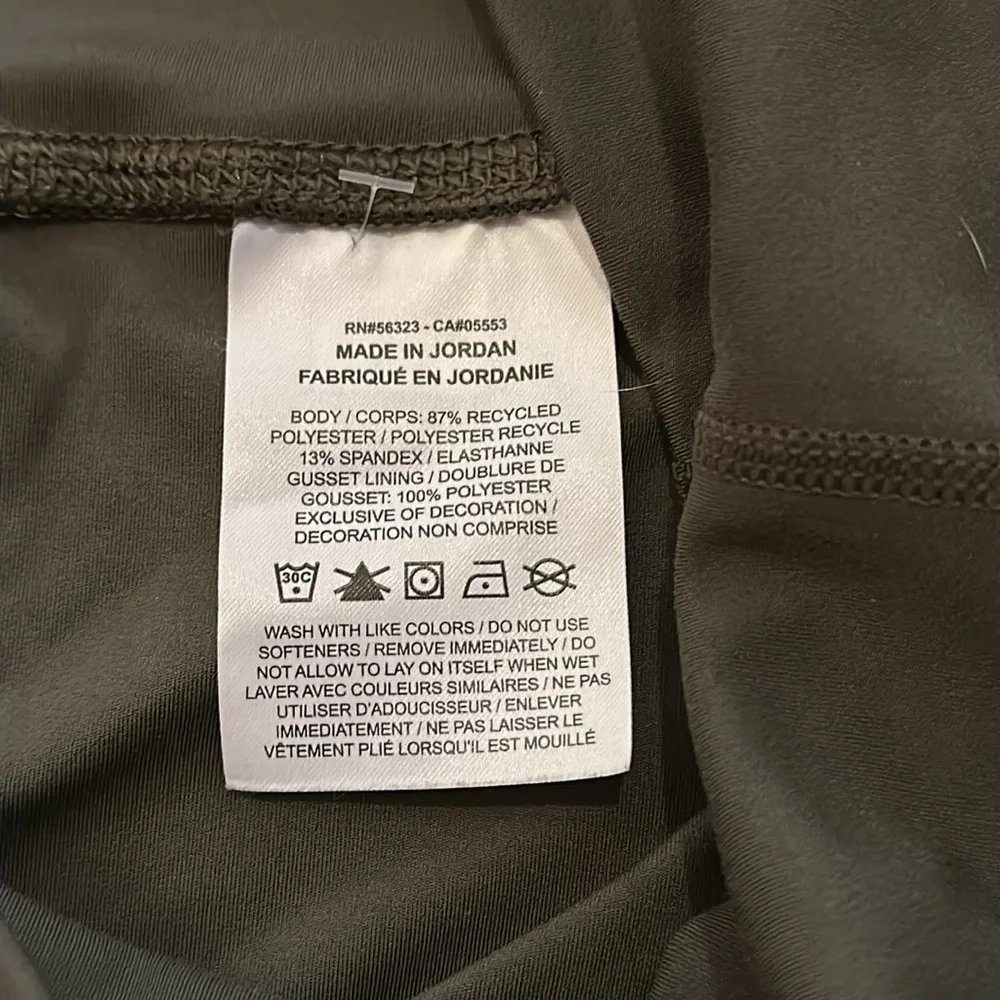 RN#56323 - CA#05553
MADE IN JORDAN
FABRIQUÉ EN JORDANIE
BODY / CORPS: 87% RECYCLED
POLYESTER / POLYESTER RECYCLE
13% SPANDEX / ELASTHANNE
GUSSET LINING / DOUBLURE DE
GOUSSET: 100% POLYESTER
EXCLUSIVE OF DECORATION /
DECORATION NON COMPRISE
30C
WASH WITH LIKE COLORS / DO NOT USE
SOFTENERS / REMOVE IMMEDIATELY / DO
NOT ALLOW TO LAY ON ITSELF WHEN WET
LAVER AVEC COULEURS SIMILAIRES / NE PAS
UTILISER D'ADOUCISSEUR / ENLEVER
IMMEDIATEMENT / NE PAS LAISSER LE
VÊTEMENT PLIÉ LORSQU'IL EST MOUILLÉ